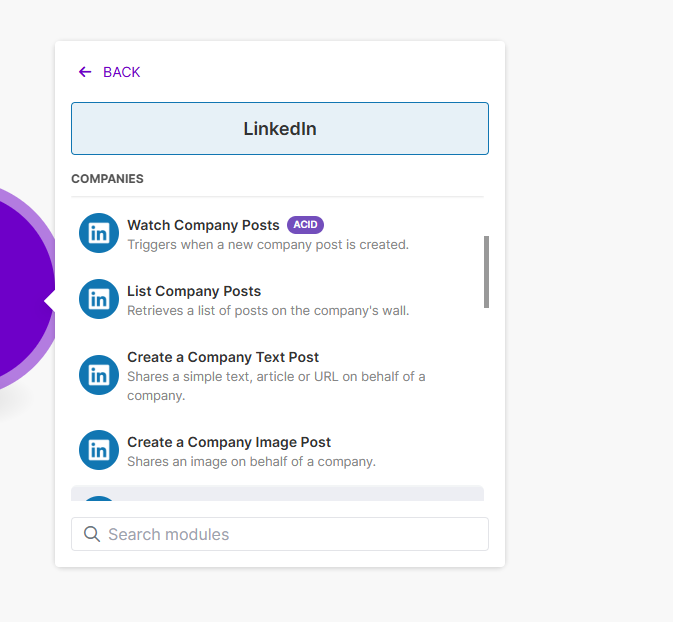 BACK
LinkedIn
COMPANIES
Watch Company Posts ACID
Triggers when a new company post is created.
List Company Posts
Retrieves a list of posts on the company's wall.
Create a Company Text Post
Shares a simple text, article or URL on behalf of a
company.
Create a Company Image Post
Shares an image on behalf of a company.
Search modules